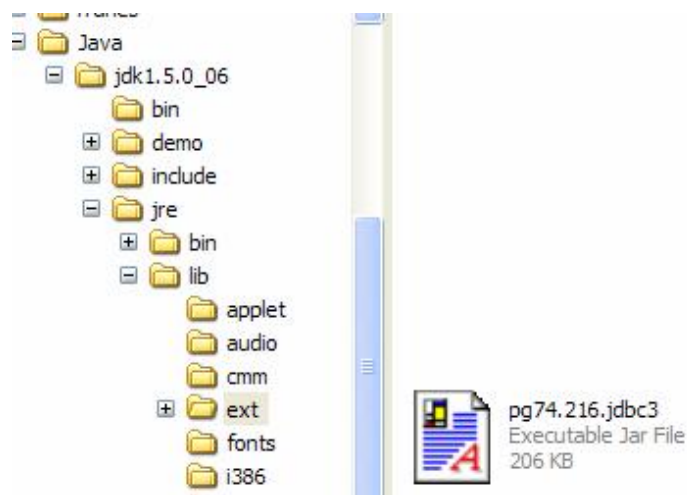 Java
jdk1.5.0_06
bin
demo
include
jre
bin
lib
applet
audio
cmm
ext
fonts
i386
pg74.216.jdbc3
Executable Jar File
206 KB